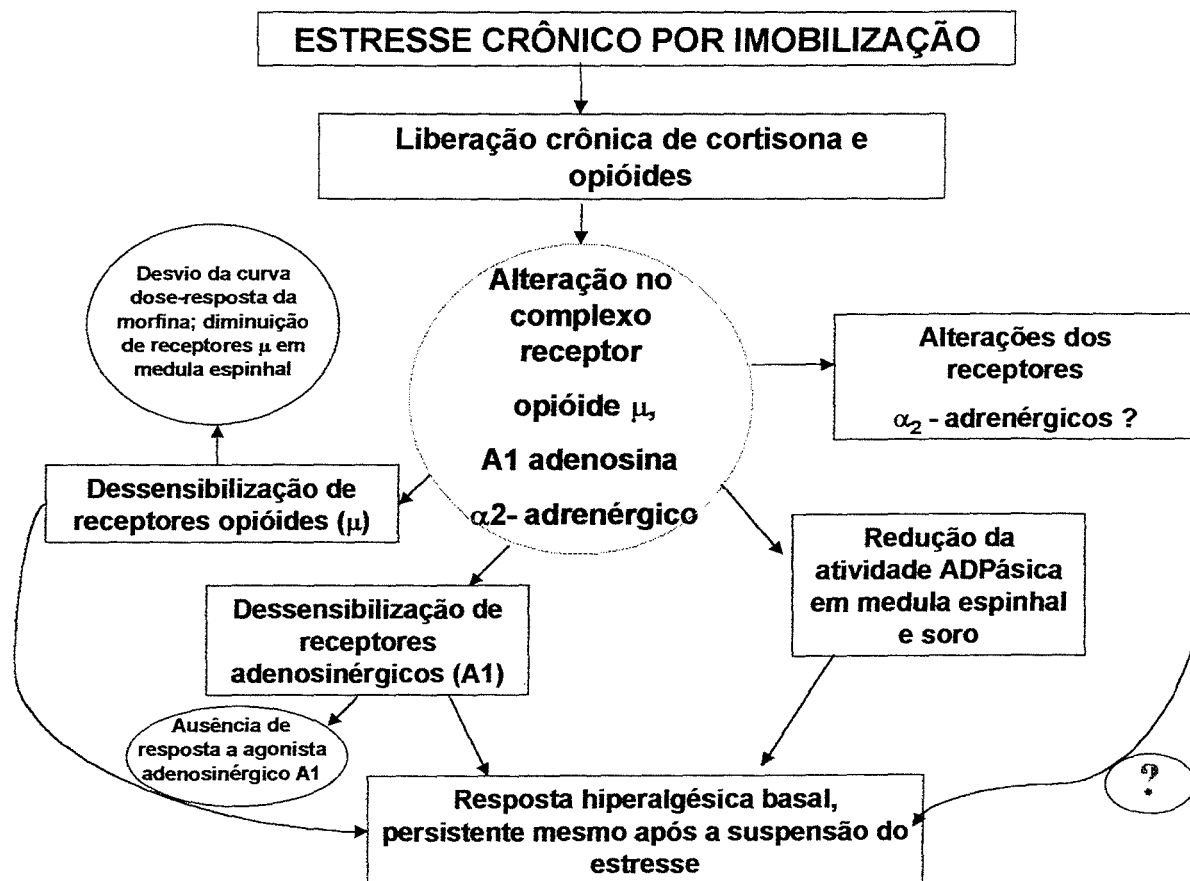 ESTRESSE CRÔNICO POR IMOBILIZAÇÃO
Liberação crônica de cortisona e
opióides
Desvio da curva
dose-resposta da
morfina; diminuição
de receptores μ em
medula espinhal
Alteração no
complexo
receptor
opióide μ,
A1 adenosina
α2- adrenérgico
Alterações dos
receptores
α₂ - adrenérgicos ?
Dessensibilização de
receptores opióides (μ)
Dessensibilização de
receptores
adenosinérgicos (A1)
Redução da
atividade ADPásica
em medula espinhal
e soro
Ausência de
resposta a agonista
adenosinérgico A1
?
Resposta hiperalgésica basal,
persistente mesmo após a suspensão do
estresse